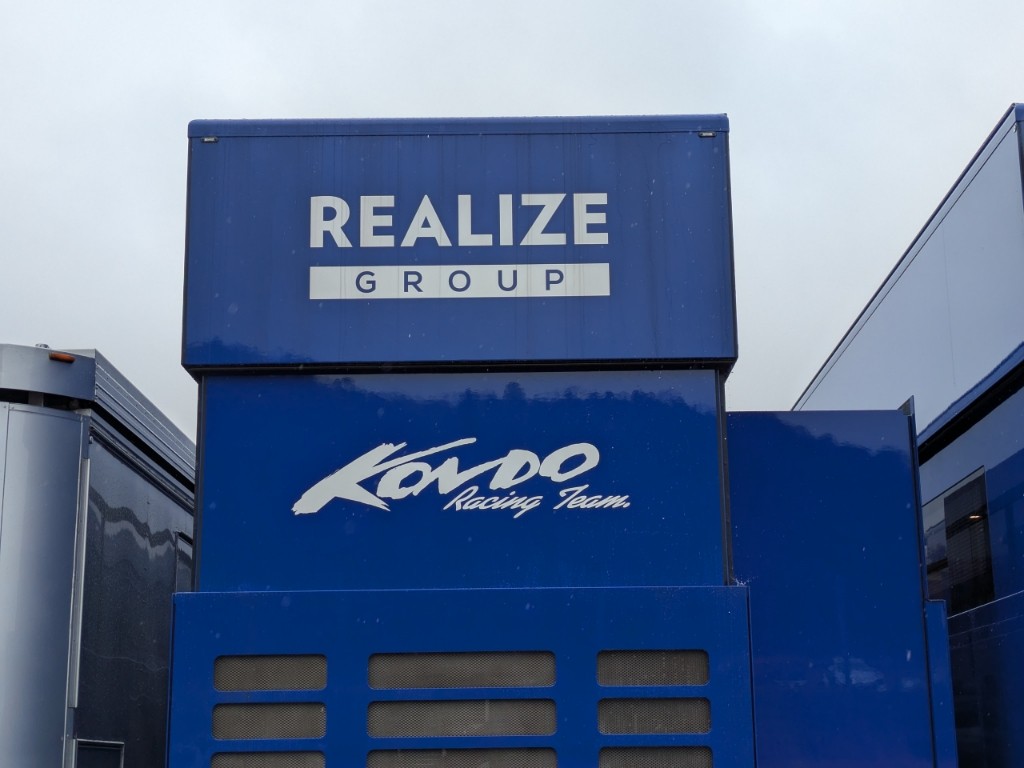 REALIZE
GROUP
KONDO
Racing Team.